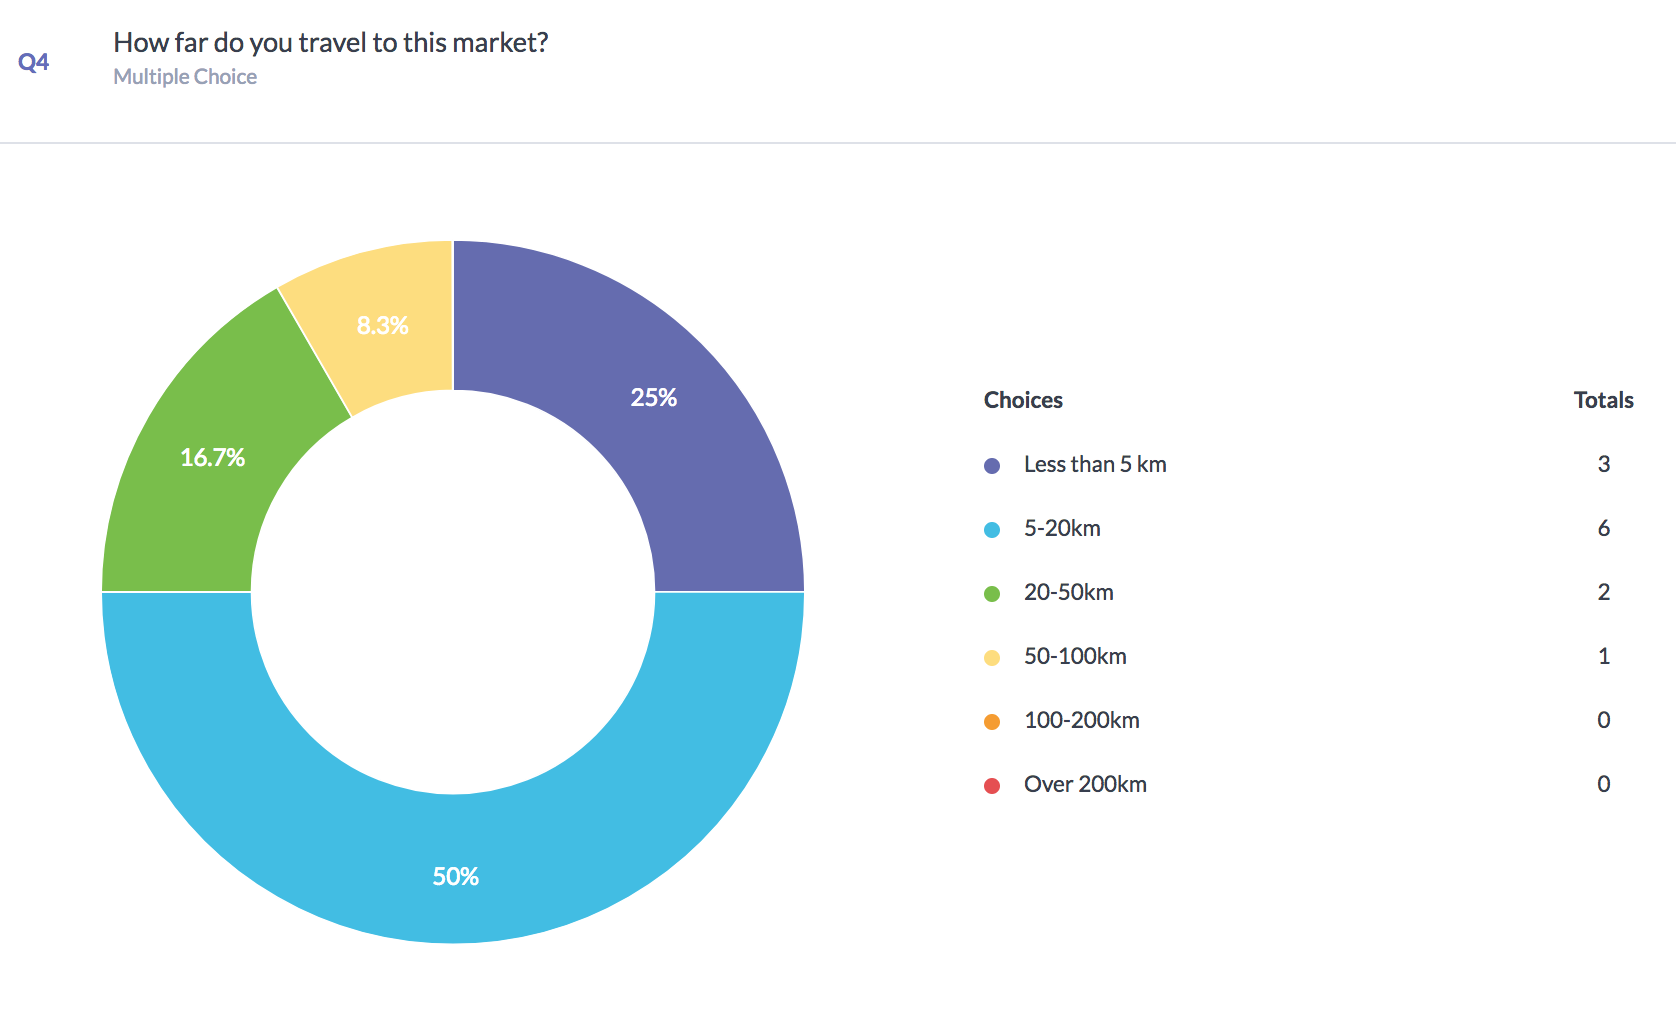 Q4
How far do you travel to this market?
Multiple Choice
8.3%
25%
16.7%
50%
Choices Totals
Less than 5 km 3
5-20km 6
20-50km 2
50-100km 1
100-200km 0
Over 200km 0